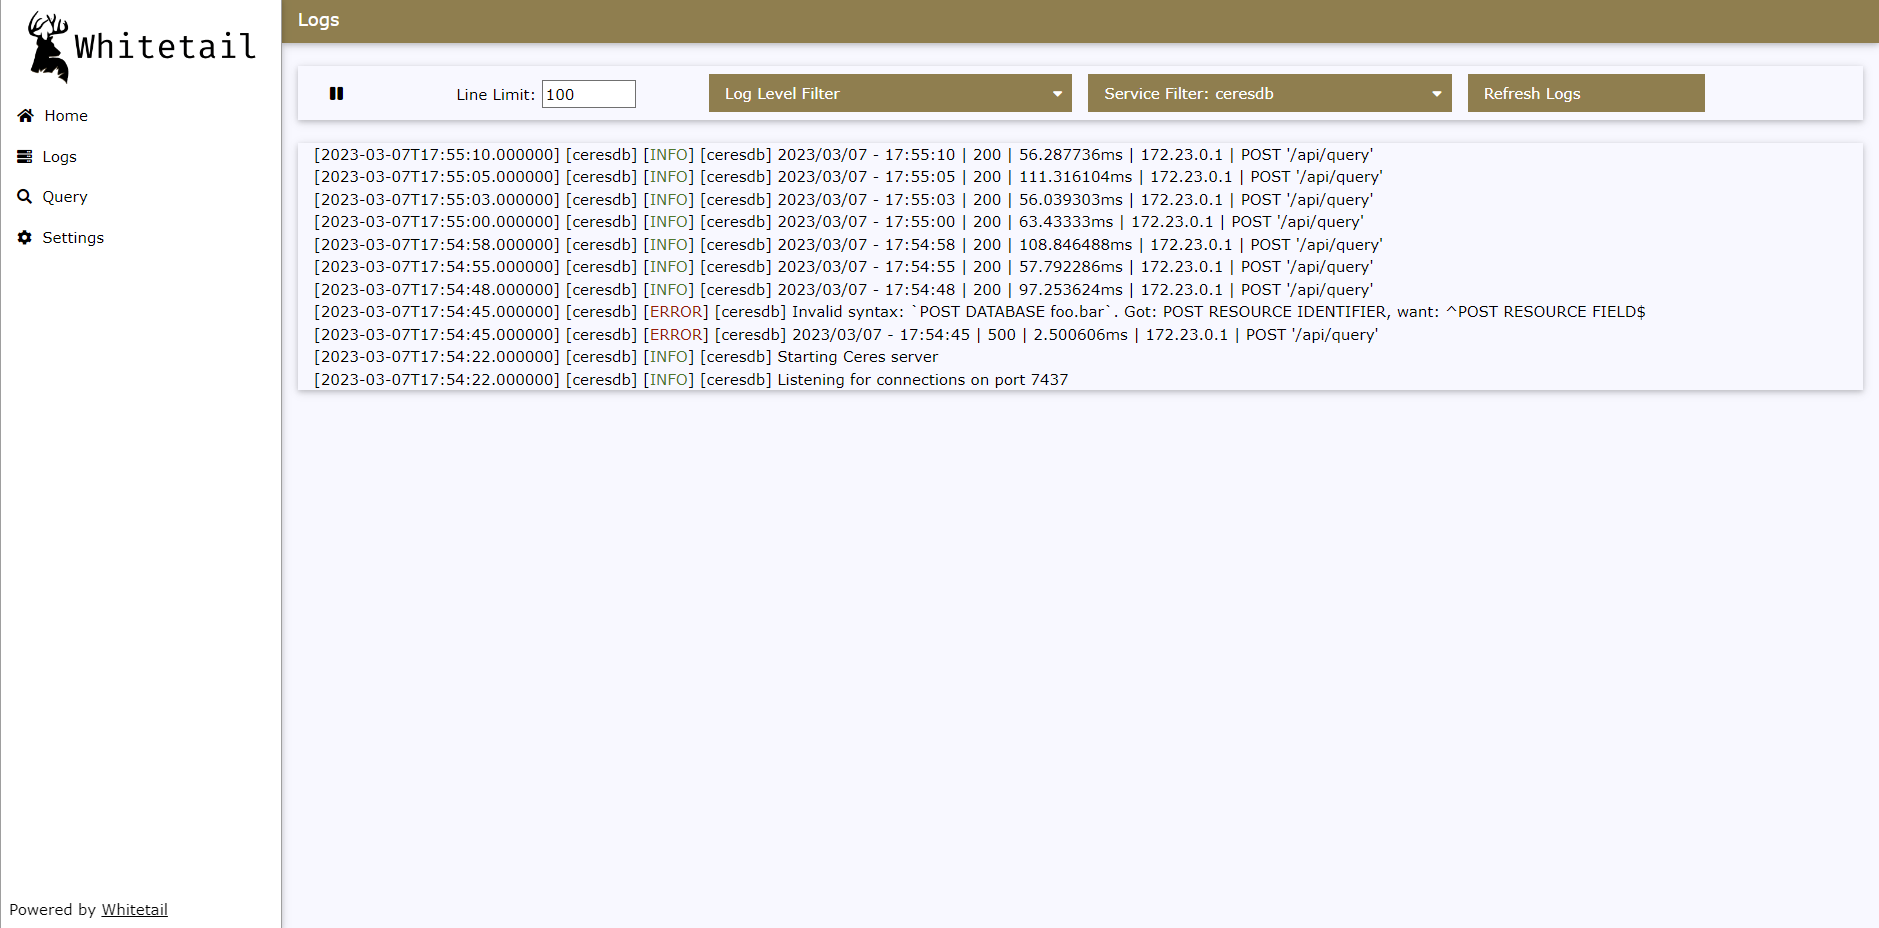 Whitetail
Home
Logs
Query
Settings
Powered by Whitetail
Logs
Line Limit: 100
Log Level Filter
Service Filter: ceresdb
Refresh Logs
[2023-03-07T17:55:10.000000] [ceresdb] [INFO] [ceresdb] 2023/03/07 - 17:55:10 | 200 | 56.287736ms | 172.23.0.1 | POST '/api/query'
[2023-03-07T17:55:05.000000] [ceresdb] [INFO] [ceresdb] 2023/03/07 - 17:55:05 | 200 | 111.316104ms | 172.23.0.1 | POST '/api/query'
[2023-03-07T17:55:03.000000] [ceresdb] [INFO] [ceresdb] 2023/03/07 - 17:55:03 | 200 | 56.039303ms | 172.23.0.1 | POST '/api/query'
[2023-03-07T17:55:00.000000] [ceresdb] [INFO] [ceresdb] 2023/03/07 - 17:55:00 | 200 | 63.43333ms | 172.23.0.1 | POST '/api/query'
[2023-03-07T17:54:58.000000] [ceresdb] [INFO] [ceresdb] 2023/03/07 - 17:54:58 | 200 | 108.846488ms | 172.23.0.1 | POST '/api/query'
[2023-03-07T17:54:55.000000] [ceresdb] [INFO] [ceresdb] 2023/03/07 - 17:54:55 | 200 | 57.792286ms | 172.23.0.1 | POST '/api/query'
[2023-03-07T17:54:48.000000] [ceresdb] [INFO] [ceresdb] 2023/03/07 - 17:54:48 | 200 | 97.253624ms | 172.23.0.1 | POST '/api/query'
[2023-03-07T17:54:45.000000] [ceresdb] [ERROR] [ceresdb] Invalid syntax: `POST DATABASE foo.bar`. Got: POST RESOURCE IDENTIFIER, want: ^POST RESOURCE FIELD$
[2023-03-07T17:54:45.000000] [ceresdb] [ERROR] [ceresdb] 2023/03/07 - 17:54:45 | 500 | 2.500606ms | 172.23.0.1 | POST '/api/query'
[2023-03-07T17:54:22.000000] [ceresdb] [INFO] [ceresdb] Starting Ceres server
[2023-03-07T17:54:22.000000] [ceresdb] [INFO] [ceresdb] Listening for connections on port 7437